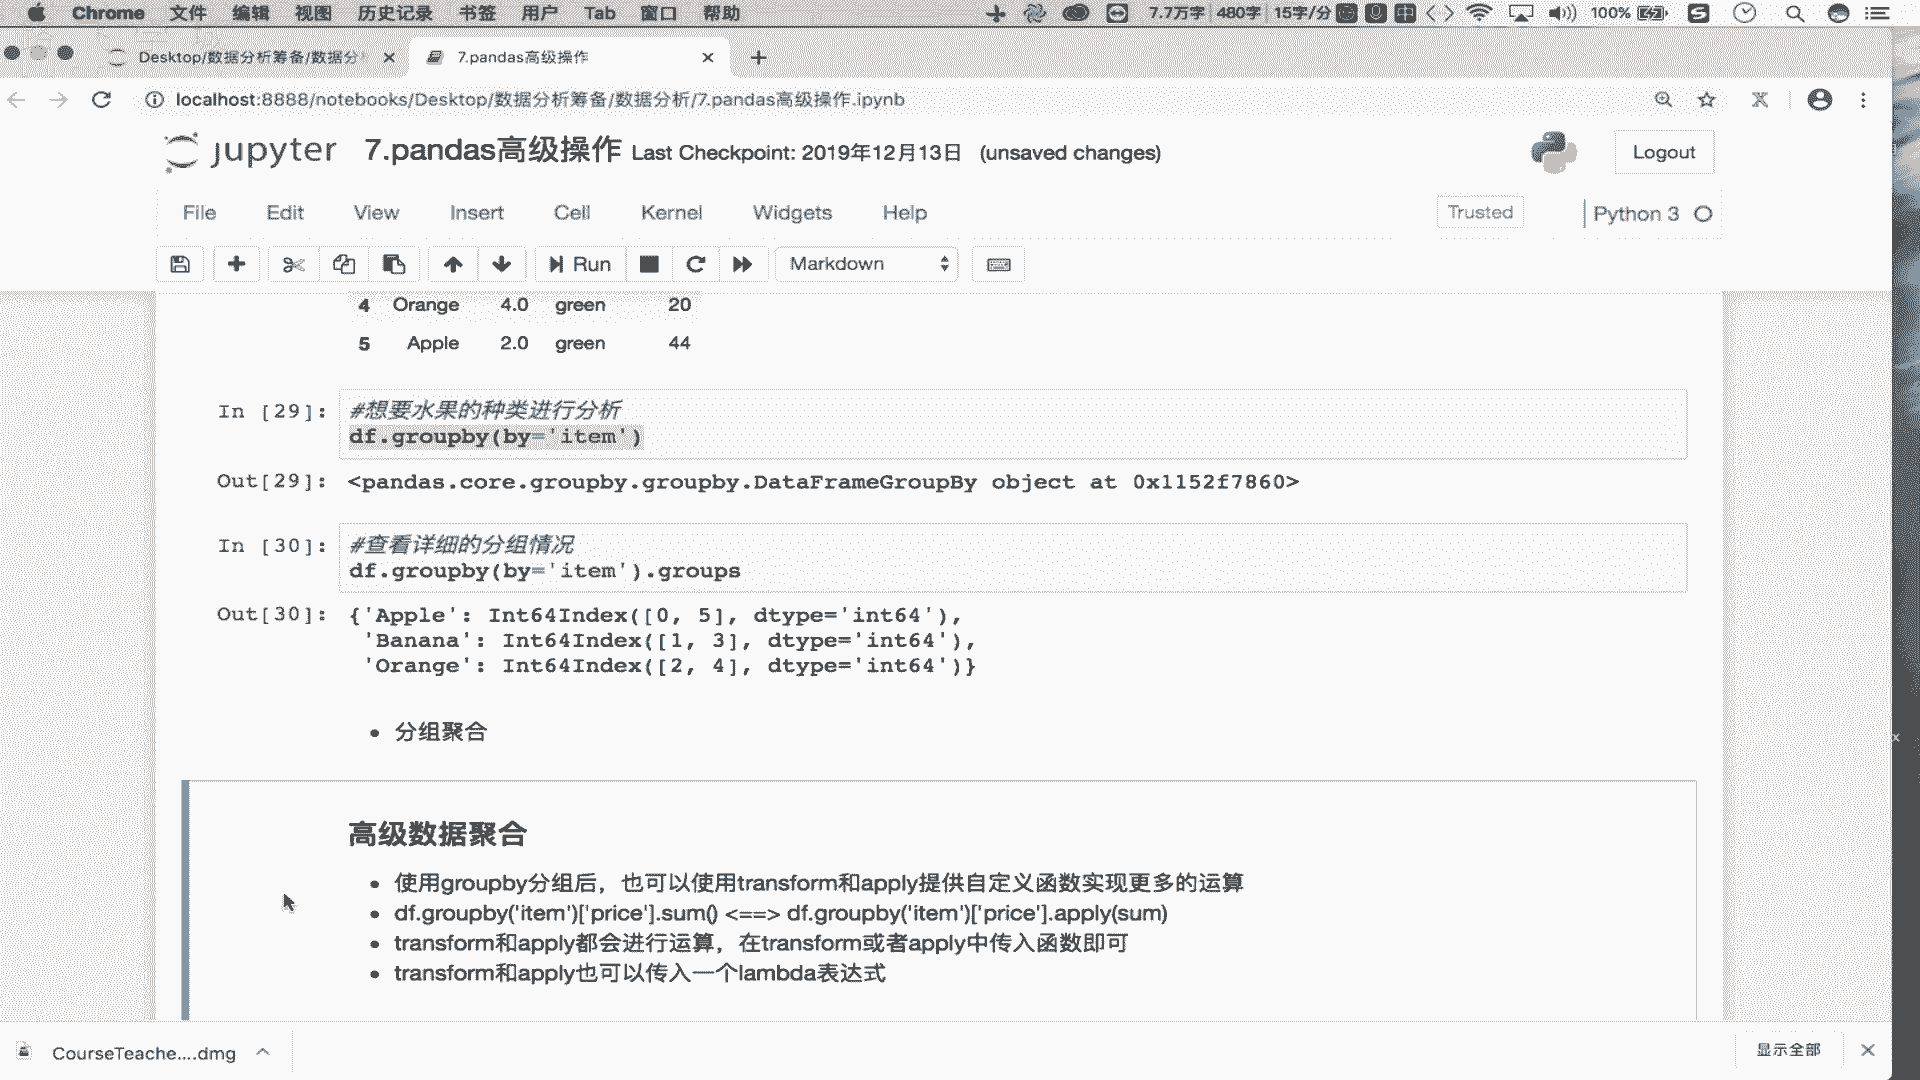 Chrome 文件 编辑 视图 历史记录 书签 用户 Tab 窗口 帮助 7.7万字 480字 15字/分 中 100%
Desktop/数据分析筹备/数据分 7.pandas高级操作
localhost:8888/notebooks/Desktop/数据分析筹备/数据分析/7.pandas高级操作.ipynb
jupyter 7.pandas高级操作 Last Checkpoint: 2019年12月13日 (unsaved changes) Logout
File Edit View Insert Cell Kernel Widgets Help Trusted Python 3
Run Markdown
4 Orange 4.0 green 20
5 Apple 2.0 green 44
In [29]: #想要水果的种类进行分析
df.groupby(by='item')
Out[29]: <pandas.core.groupby.groupby.DataFrameGroupBy object at 0x1152f7860>
In [30]: #查看详细的分组情况
df.groupby(by='item').groups
Out[30]: {'Apple': Int64Index([0, 5], dtype='int64'),
'Banana': Int64Index([1, 3], dtype='int64'),
'Orange': Int64Index([2, 4], dtype='int64')}
• 分组聚合
高级数据聚合
• 使用groupby分组后，也可以使用transform和apply提供自定义函数实现更多的运算
• df.groupby('item')['price'].sum() <==> df.groupby('item')['price'].apply(sum)
• transform和apply都会进行运算，在transform或者apply中传入函数即可
• transform和apply也可以传入一个lambda表达式
CourseTeache....dmg 显示全部